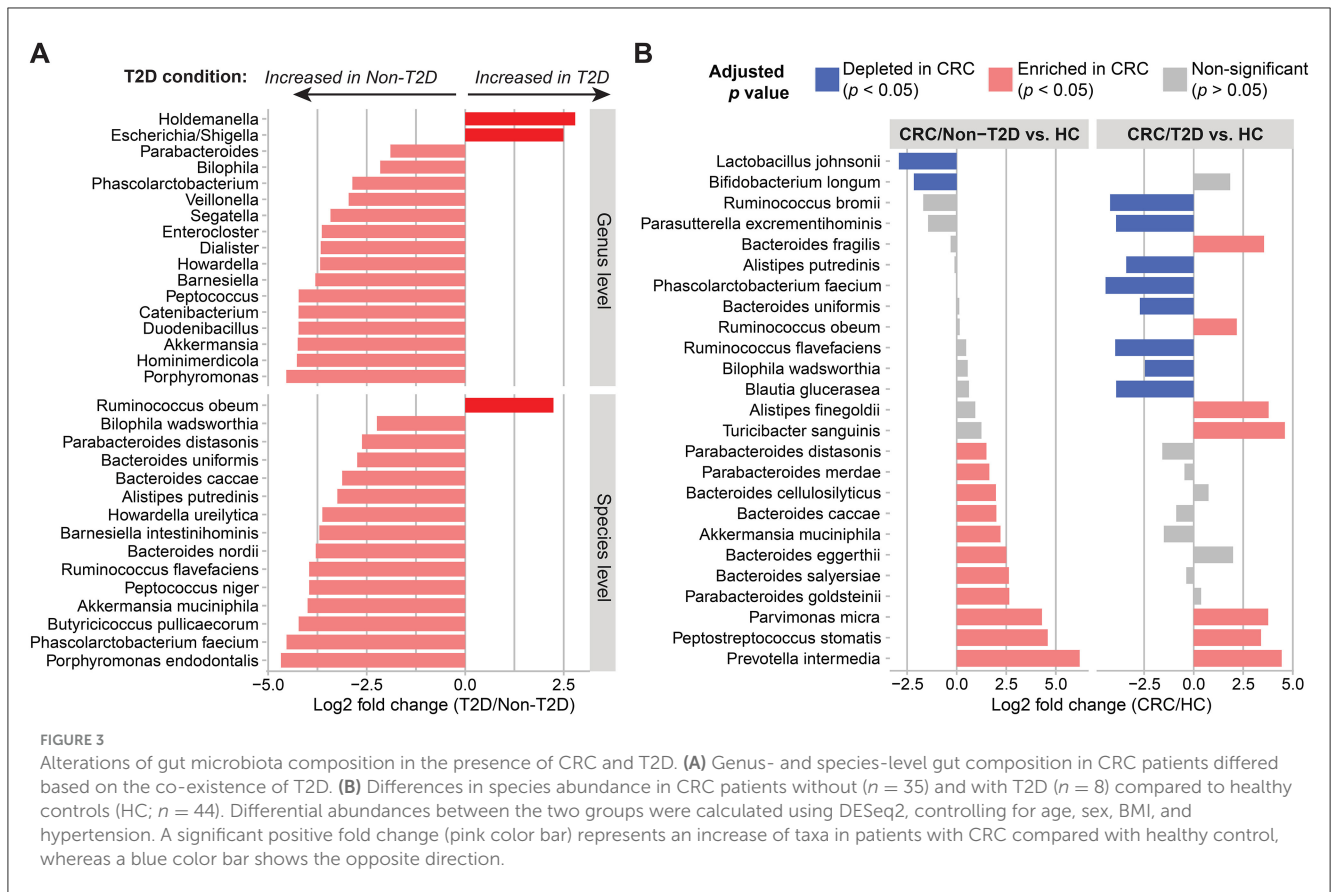 A
T2D condition:
Increased in Non-T2D
Increased in T2D
Holdemanella
Escherichia/Shigella
Parabacteroides
Bilophila
Phascolarctobacterium
Veillonella
Segatella
Enterocloster
Dialister
Howardella
Barnesiella
Peptococcus
Catenibacterium
Duodenibacillus
Akkermansia
Hominimerdicola
Porphyromonas
Genus level
Ruminococcus obeum
Bilophila wadsworthia
Parabacteroides distasonis
Bacteroides uniformis
Bacteroides caccae
Alistipes putredinis
Howardella ureilytica
Barnesiella intestinihominis
Bacteroides nordii
Ruminococcus flavefaciens
Peptococcus niger
Akkermansia muciniphila
Butyricicoccus pullicaecorum
Phascolarctobacterium faecium
Porphyromonas endodontalis
Species level
−5.0 −2.5 0.0 2.5
Log2 fold change (T2D/Non-T2D)
B
Adjusted
p value
Depleted in CRC
(p < 0.05)
Enriched in CRC
(p < 0.05)
Non-significant
(p > 0.05)
CRC/Non−T2D vs. HC
CRC/T2D vs. HC
Lactobacillus johnsonii
Bifidobacterium longum
Ruminococcus bromii
Parasutterella excrementihominis
Bacteroides fragilis
Alistipes putredinis
Phascolarctobacterium faecium
Bacteroides uniformis
Ruminococcus obeum
Ruminococcus flavefaciens
Bilophila wadsworthia
Blautia glucerasea
Alistipes finegoldii
Turicibacter sanguinis
Parabacteroides distasonis
Parabacteroides merdae
Bacteroides cellulosilyticus
Bacteroides caccae
Akkermansia muciniphila
Bacteroides eggerthii
Bacteroides salyersiae
Parabacteroides goldsteinii
Parvimonas micra
Peptostreptococcus stomatis
Prevotella intermedia
−2.5 0.0 2.5 5.0
−2.5 0.0 2.5 5.0
Log2 fold change (CRC/HC)
FIGURE 3
Alterations of gut microbiota composition in the presence of CRC and T2D. (A) Genus- and species-level gut composition in CRC patients differed
based on the co-existence of T2D. (B) Differences in species abundance in CRC patients without (n = 35) and with T2D (n = 8) compared to healthy
controls (HC; n = 44). Differential abundances between the two groups were calculated using DESeq2, controlling for age, sex, BMI, and
hypertension. A significant positive fold change (pink color bar) represents an increase of taxa in patients with CRC compared with healthy control,
whereas a blue color bar shows the opposite direction.